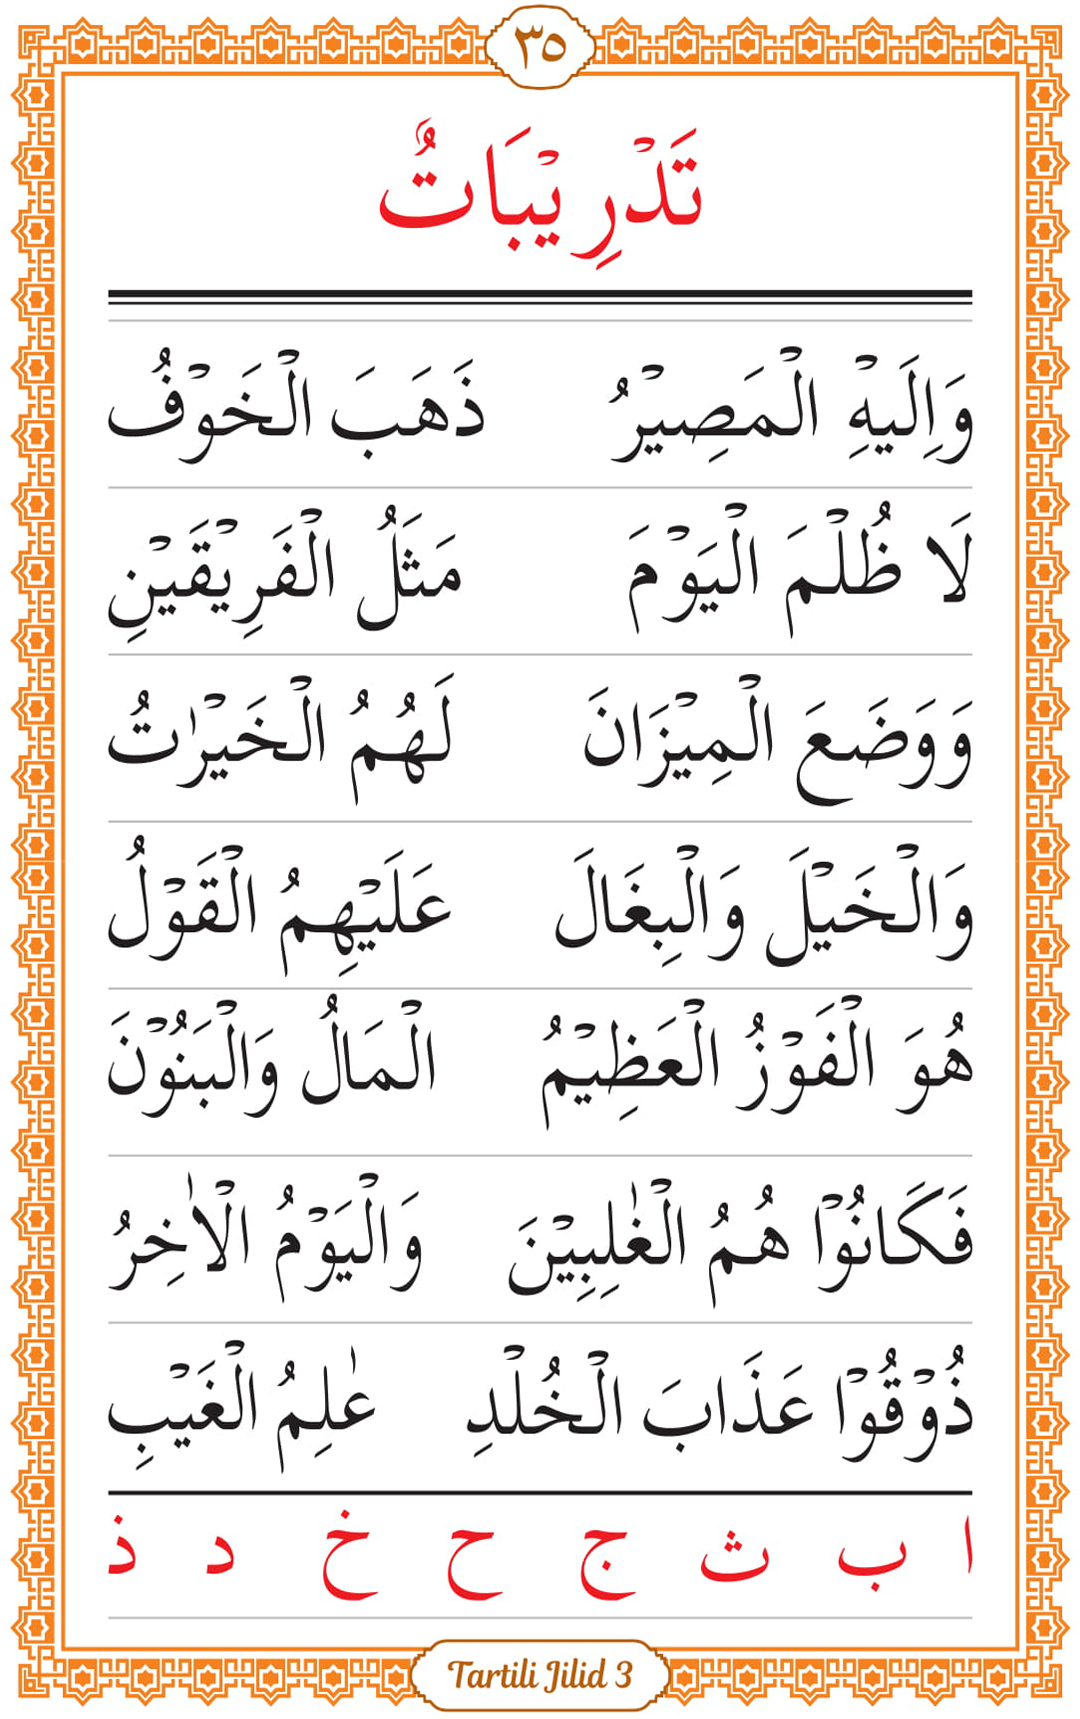 ٣٥
تَدْرِيْبَاتٌ
وَاِلَيْهِ الْمَصِيْرُ ذَهَبَ الْخَوْفُ
لَا ظُلْمَ الْيَوْمَ مَثَلُ الْفَرِيْقَيْنِ
وَوَضَعَ الْمِيْزَانَ لَهُمُ الْخَيْرٰتُ
وَالْخَيْلَ وَالْبِغَالَ عَلَيْهِمُ الْقَوْلُ
هُوَ الْفَوْزُ الْعَظِيْمُ الْمَالُ وَالْبَنُوْنَ
فَكَانُوْا هُمُ الْغٰلِبِيْنَ وَالْيَوْمُ الْاٰخِرُ
ذُوْقُوْا عَذَابَ الْخُلْدِ عٰلِمُ الْغَيْبِ
ا ب ث ج ح خ د ذ
Tartili Jilid 3